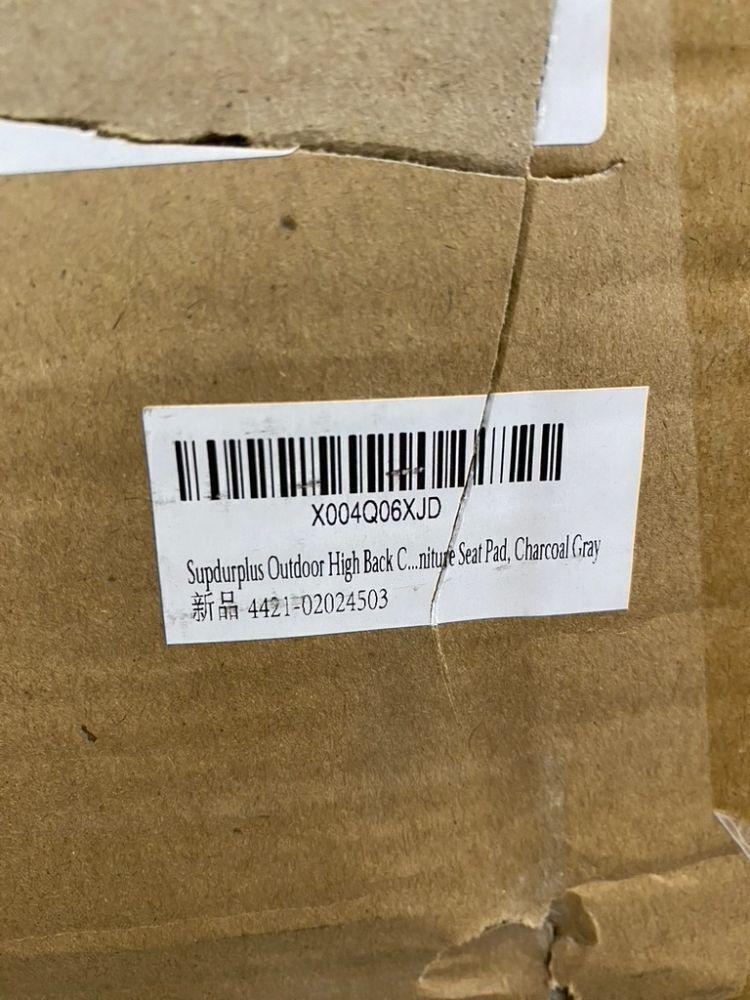 X004Q06XJD
Supdurplus Outdoor High Back C...niture Seat Pad, Charcoal Gray
新品 4421-02024503